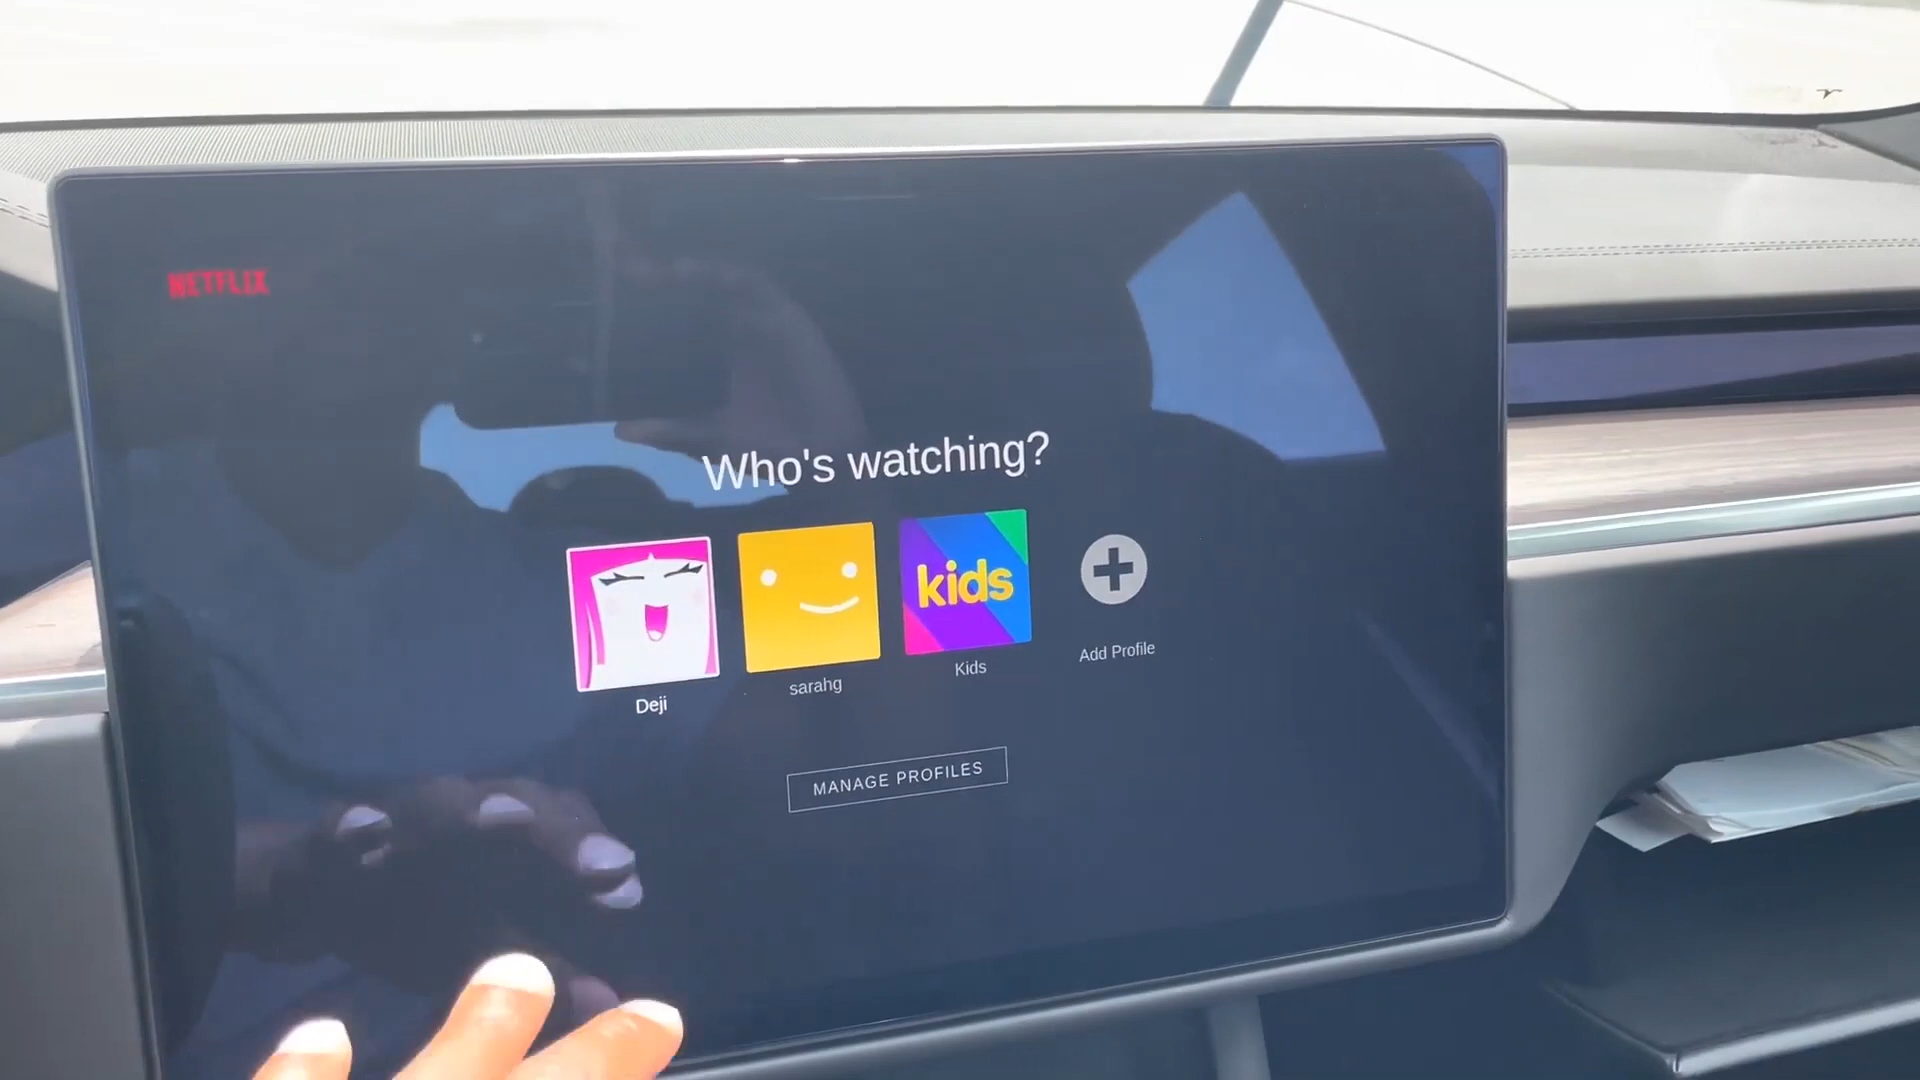 NETFLIX
Who's watching?
kids
Deji
sarahg
Kids
Add Profile
MANAGE PROFILES